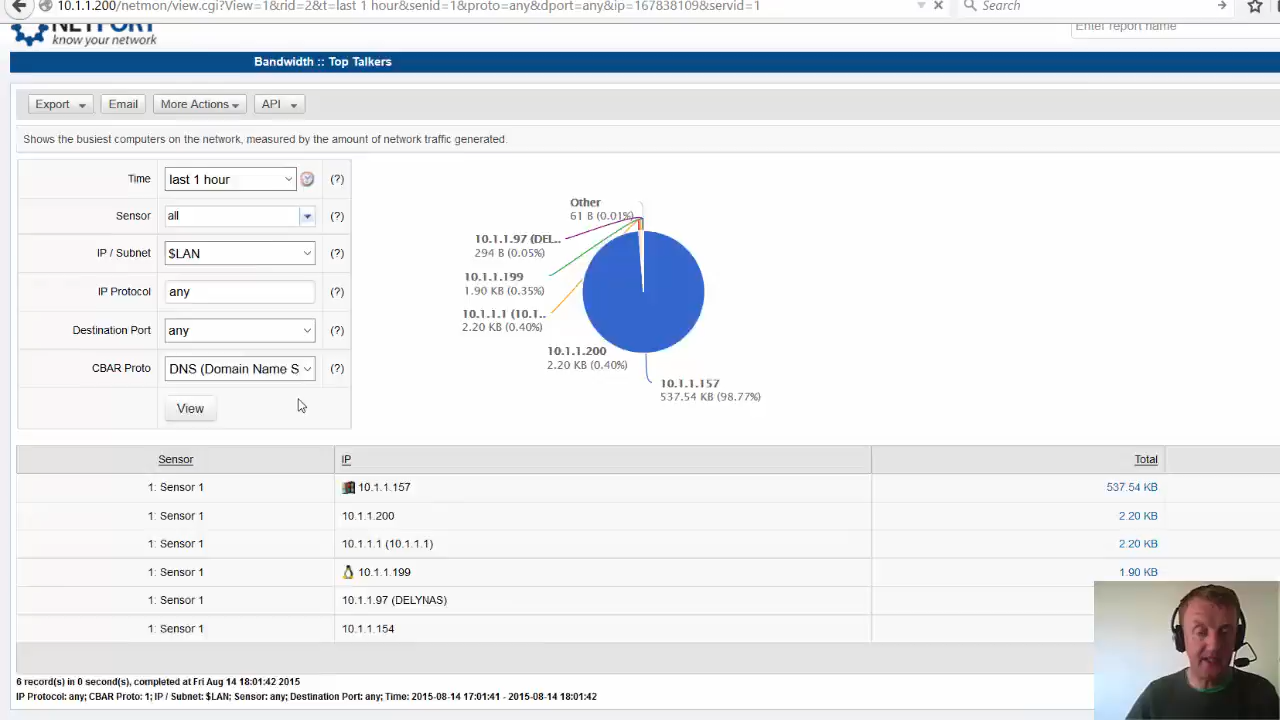 10.1.1.200/netmon/view.cgi?View=1&rid=2&t=last 1 hour&senid=1&proto=any&dport=any&ip=167838109&servid=1
Search
NETFORT
know your network
Enter report name
Bandwidth :: Top Talkers
Export
Email
More Actions
API
Shows the busiest computers on the network, measured by the amount of network traffic generated.
Time
last 1 hour
(?)
Sensor
all
(?)
IP / Subnet
$LAN
(?)
IP Protocol
any
(?)
Destination Port
any
(?)
CBAR Proto
DNS (Domain Name S
(?)
View
Other
61 B (0.01%)
10.1.1.97 (DEL..
294 B (0.05%)
10.1.1.199
1.90 KB (0.35%)
10.1.1.1 (10.1..
2.20 KB (0.40%)
10.1.1.200
2.20 KB (0.40%)
10.1.1.157
537.54 KB (98.77%)
Sensor IP Total
1: Sensor 1 10.1.1.157 537.54 KB
1: Sensor 1 10.1.1.200 2.20 KB
1: Sensor 1 10.1.1.1 (10.1.1.1) 2.20 KB
1: Sensor 1 10.1.1.199 1.90 KB
1: Sensor 1 10.1.1.97 (DELYNAS)
1: Sensor 1 10.1.1.154
6 record(s) in 0 second(s), completed at Fri Aug 14 18:01:42 2015
IP Protocol: any; CBAR Proto: 1; IP / Subnet: $LAN; Sensor: any; Destination Port: any; Time: 2015-08-14 17:01:41 - 2015-08-14 18:01:42